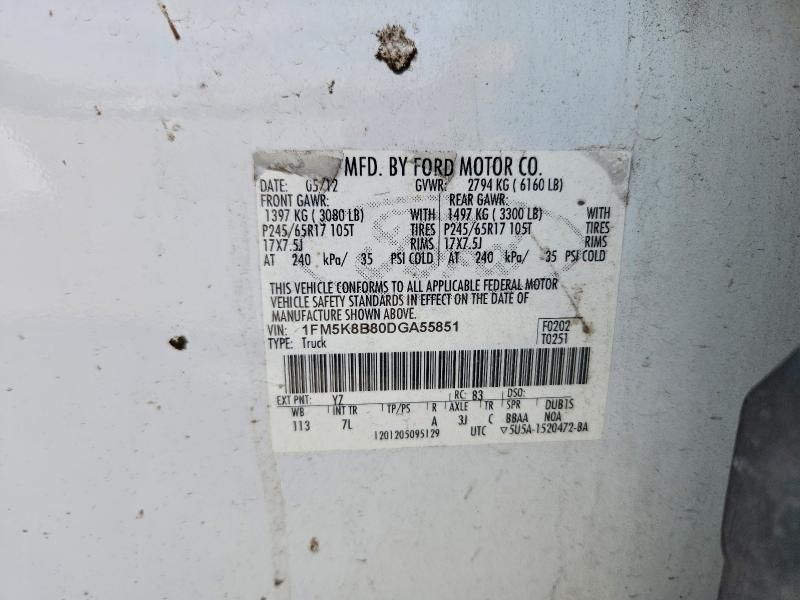 MFD. BY FORD MOTOR CO.
DATE: 05/12 GVWR: 2794 KG ( 6160 LB)
FRONT GAWR: REAR GAWR:
1397 KG ( 3080 LB) WITH 1497 KG ( 3300 LB) WITH
P245/65R17 105T TIRES P245/65R17 105T TIRES
17X7.5J RIMS 17X7.5J RIMS
AT 240 kPa/ 35 PSI COLD AT 240 kPa/ 35 PSI COLD
THIS VEHICLE CONFORMS TO ALL APPLICABLE FEDERAL MOTOR
VEHICLE SAFETY STANDARDS IN EFFECT ON THE DATE OF
MANUFACTURE SHOWN ABOVE.
VIN: 1FM5K8B80DGA55851 F0202
TYPE: Truck T0251
EXT PNT: YZ RC: 83 DSO:
WB INT TR TP/PS R AXLE TR SPR DUBTS
113 7L A 3J C BBAA NOA
1201205095129 UTC ▽5U5A-1520472-BA